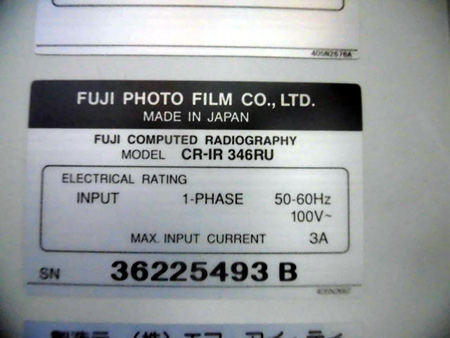 405N2676A
FUJI PHOTO FILM CO., LTD.
MADE IN JAPAN
FUJI COMPUTED RADIOGRAPHY
MODEL CR-IR 346RU
ELECTRICAL RATING
INPUT 1-PHASE 50-60Hz
100V~
MAX. INPUT CURRENT 3A
SN 36225493 B